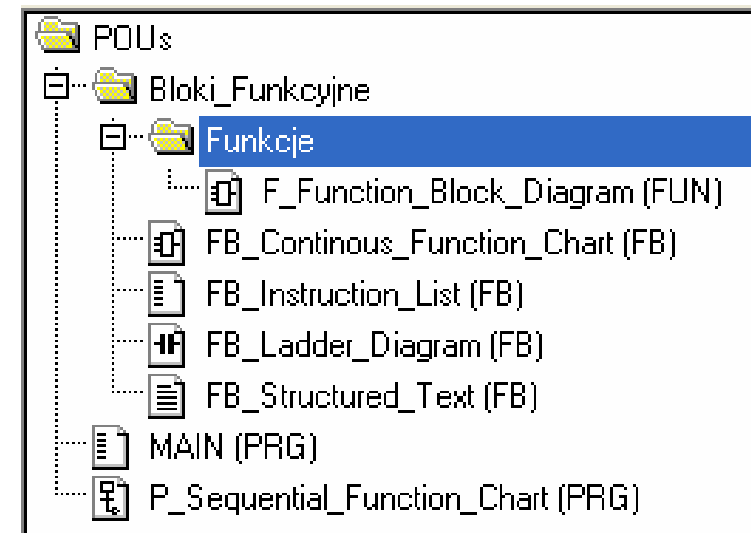 POUs
Bloki_Funkcyjne
Funkcje
F_Function_Block_Diagram (FUN)
FB_Continous_Function_Chart (FB)
FB_Instruction_List (FB)
FB_Ladder_Diagram (FB)
FB_Structured_Text (FB)
MAIN (PRG)
P_Sequential_Function_Chart (PRG)